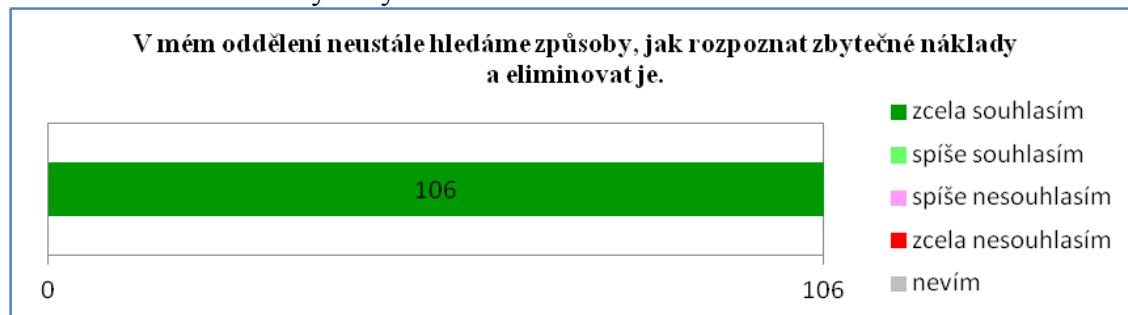 V mém oddělení neustále hledáme způsoby, jak rozpoznat zbytečné náklady
a eliminovat je.
106
0
106
zcela souhlasím
spíše souhlasím
spíše nesouhlasím
zcela nesouhlasím
nevím